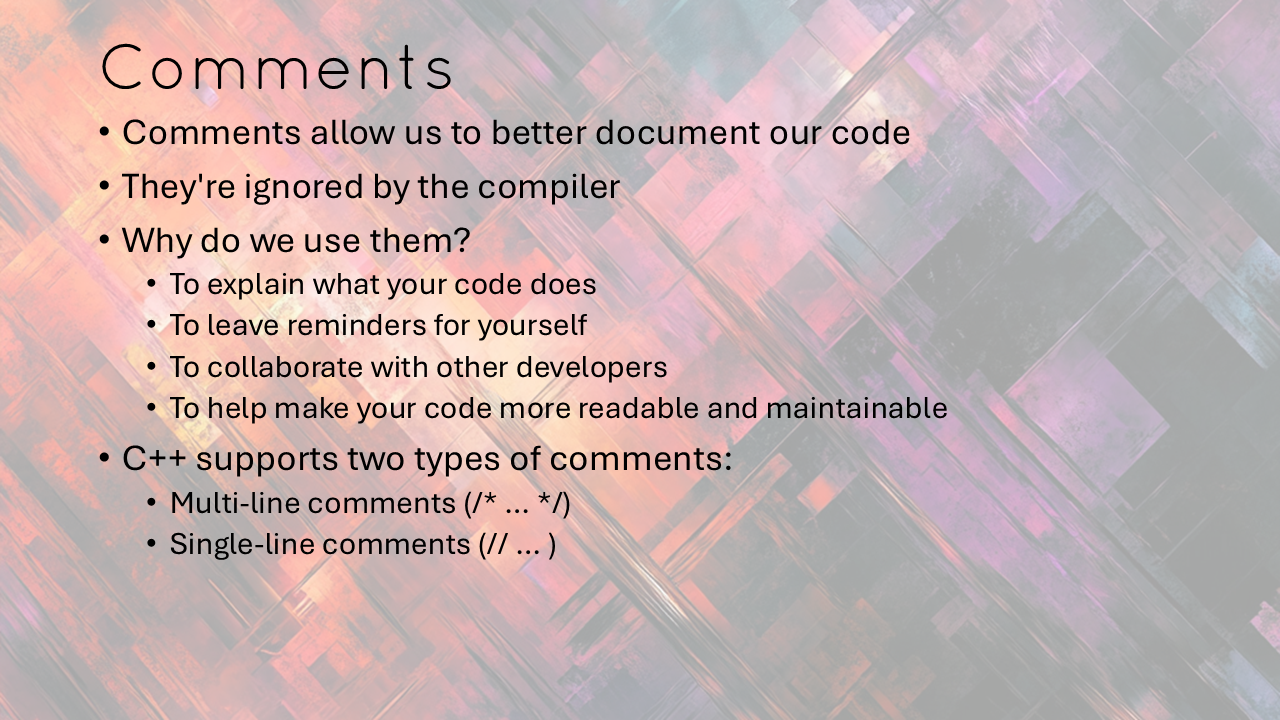 Comments
• Comments allow us to better document our code
• They're ignored by the compiler
• Why do we use them?
• To explain what your code does
• To leave reminders for yourself
• To collaborate with other developers
• To help make your code more readable and maintainable
• C++ supports two types of comments:
• Multi-line comments (/* … */)
• Single-line comments (// … )